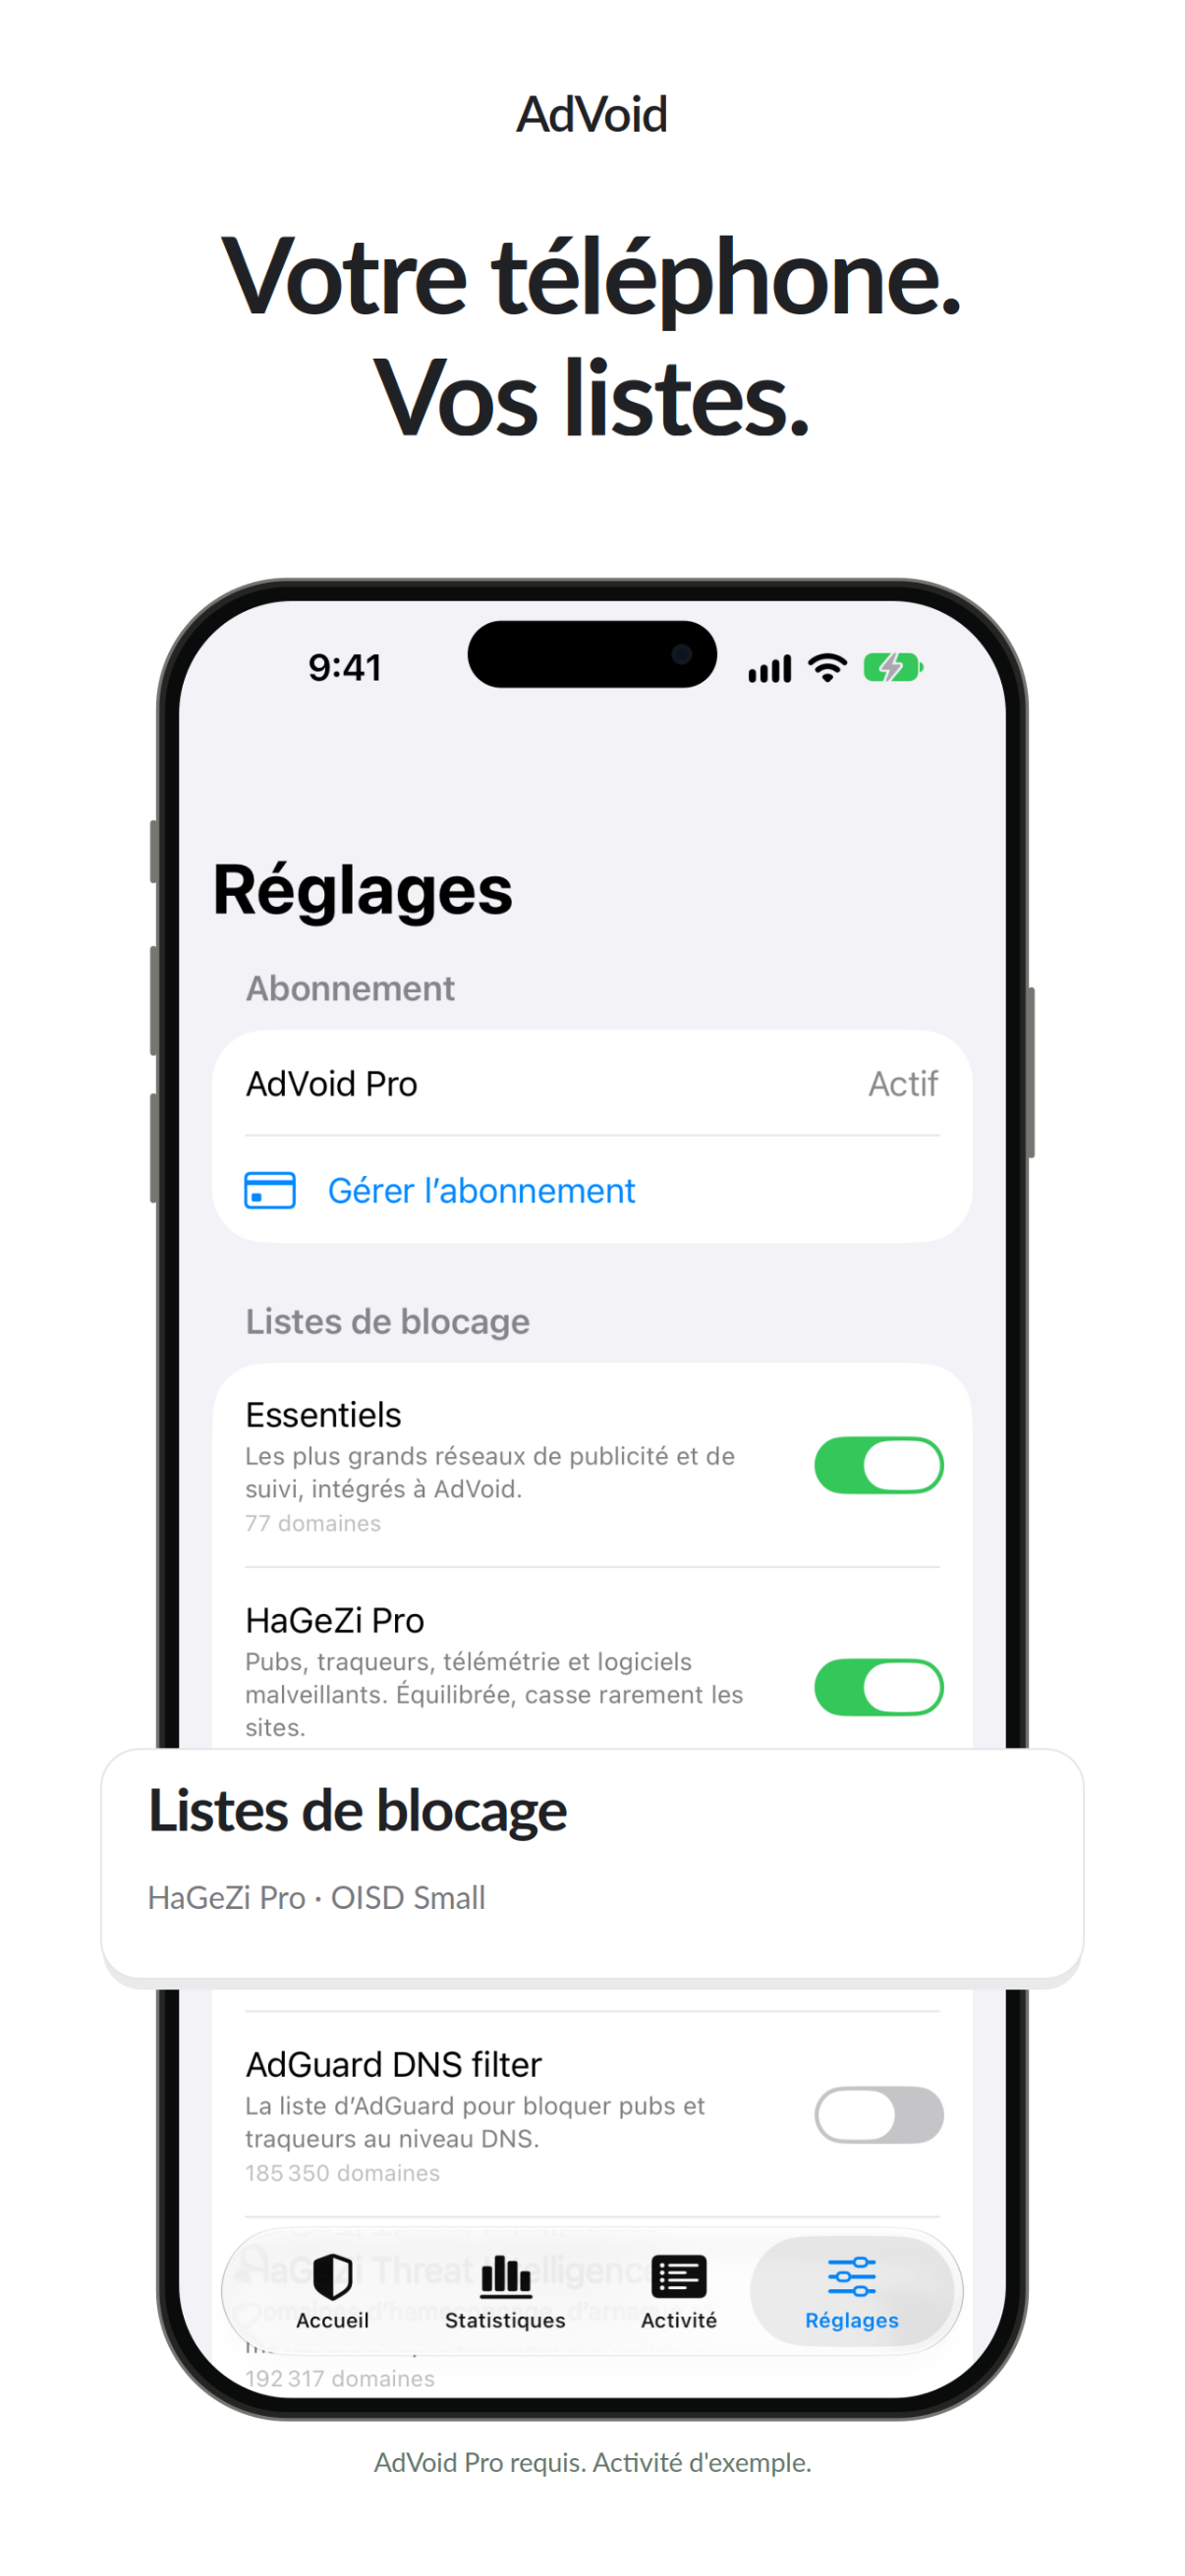 AdVoid
Votre téléphone.
Vos listes.
9:41
Réglages
Abonnement
AdVoid Pro
Actif
Gérer l’abonnement
Listes de blocage
Essentiels
Les plus grands réseaux de publicité et de
suivi, intégrés à AdVoid.
77 domaines
HaGeZi Pro
Pubs, traqueurs, télémétrie et logiciels
malveillants. Équilibrée, casse rarement les
sites.
Listes de blocage
HaGeZi Pro · OISD Small
AdGuard DNS filter
La liste d’AdGuard pour bloquer pubs et
traqueurs au niveau DNS.
185 350 domaines
Threat
Accueil
Statistiques
Activité
Réglages
192 317 domaines
AdVoid Pro requis. Activité d'exemple.